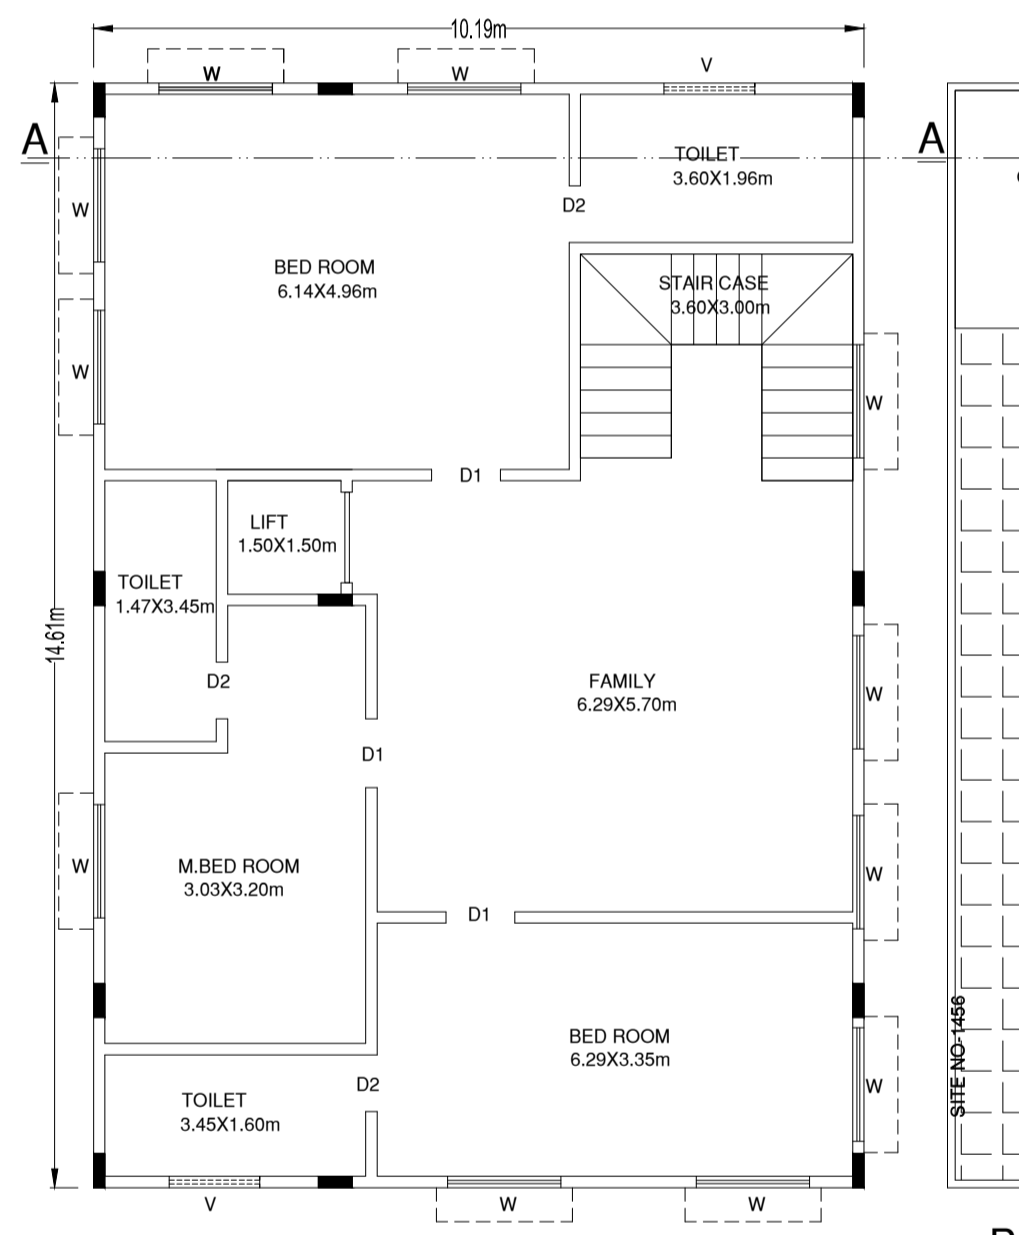 10.19m
W
W
V
A
A
TOILET
3.60X1.96m
W
D2
BED ROOM
6.14X4.96m
STAIR CASE
3.60X3.00m
W
W
D1
LIFT
1.50X1.50m
TOILET
1.47X3.45m
14.61m
D2
FAMILY
6.29X5.70m
W
D1
M.BED ROOM
3.03X3.20m
W
W
D1
BED ROOM
6.29X3.35m
SITE NO-1456
D2
W
TOILET
3.45X1.60m
V
W
W